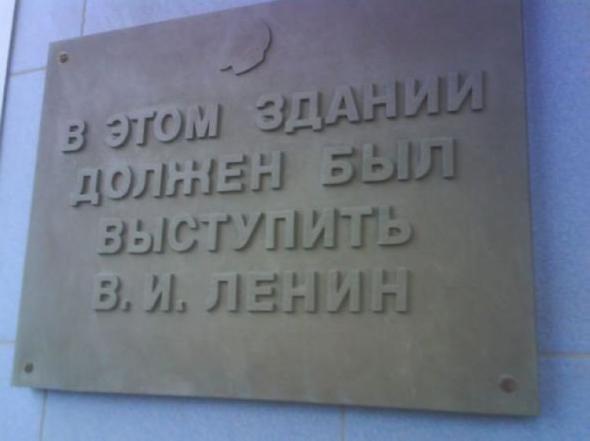 В ЭТОМ ЗДАНИИ
ДОЛЖЕН БЫЛ
ВЫСТУПИТЬ
В. И. ЛЕНИН